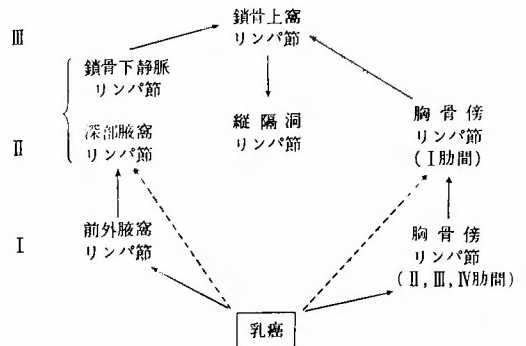 III
鎖骨上窩
リンパ節
鎖骨下静脈
リンパ節
縦隔洞
リンパ節
胸骨傍
リンパ節
(I肋間)
II
深部腋窩
リンパ節
I
前外腋窩
リンパ節
胸骨傍
リンパ節
(II, III, IV肋間)
乳癌